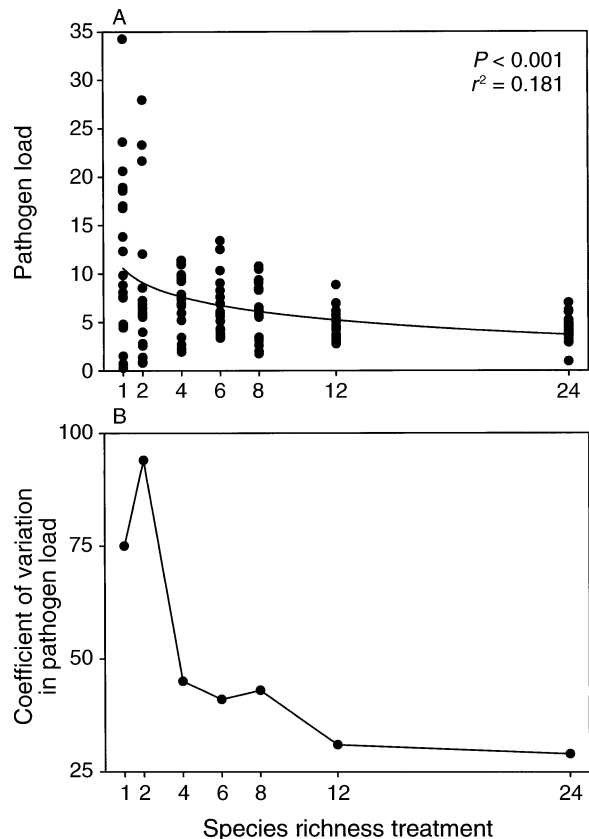 A
35
30
25
20
15
10
5
0
Pathogen load
P < 0.001
r² = 0.181
1 2 4 6 8 12 24
B
100
75
50
25
Coefficient of variation
in pathogen load
1 2 4 6 8 12 24
Species richness treatment